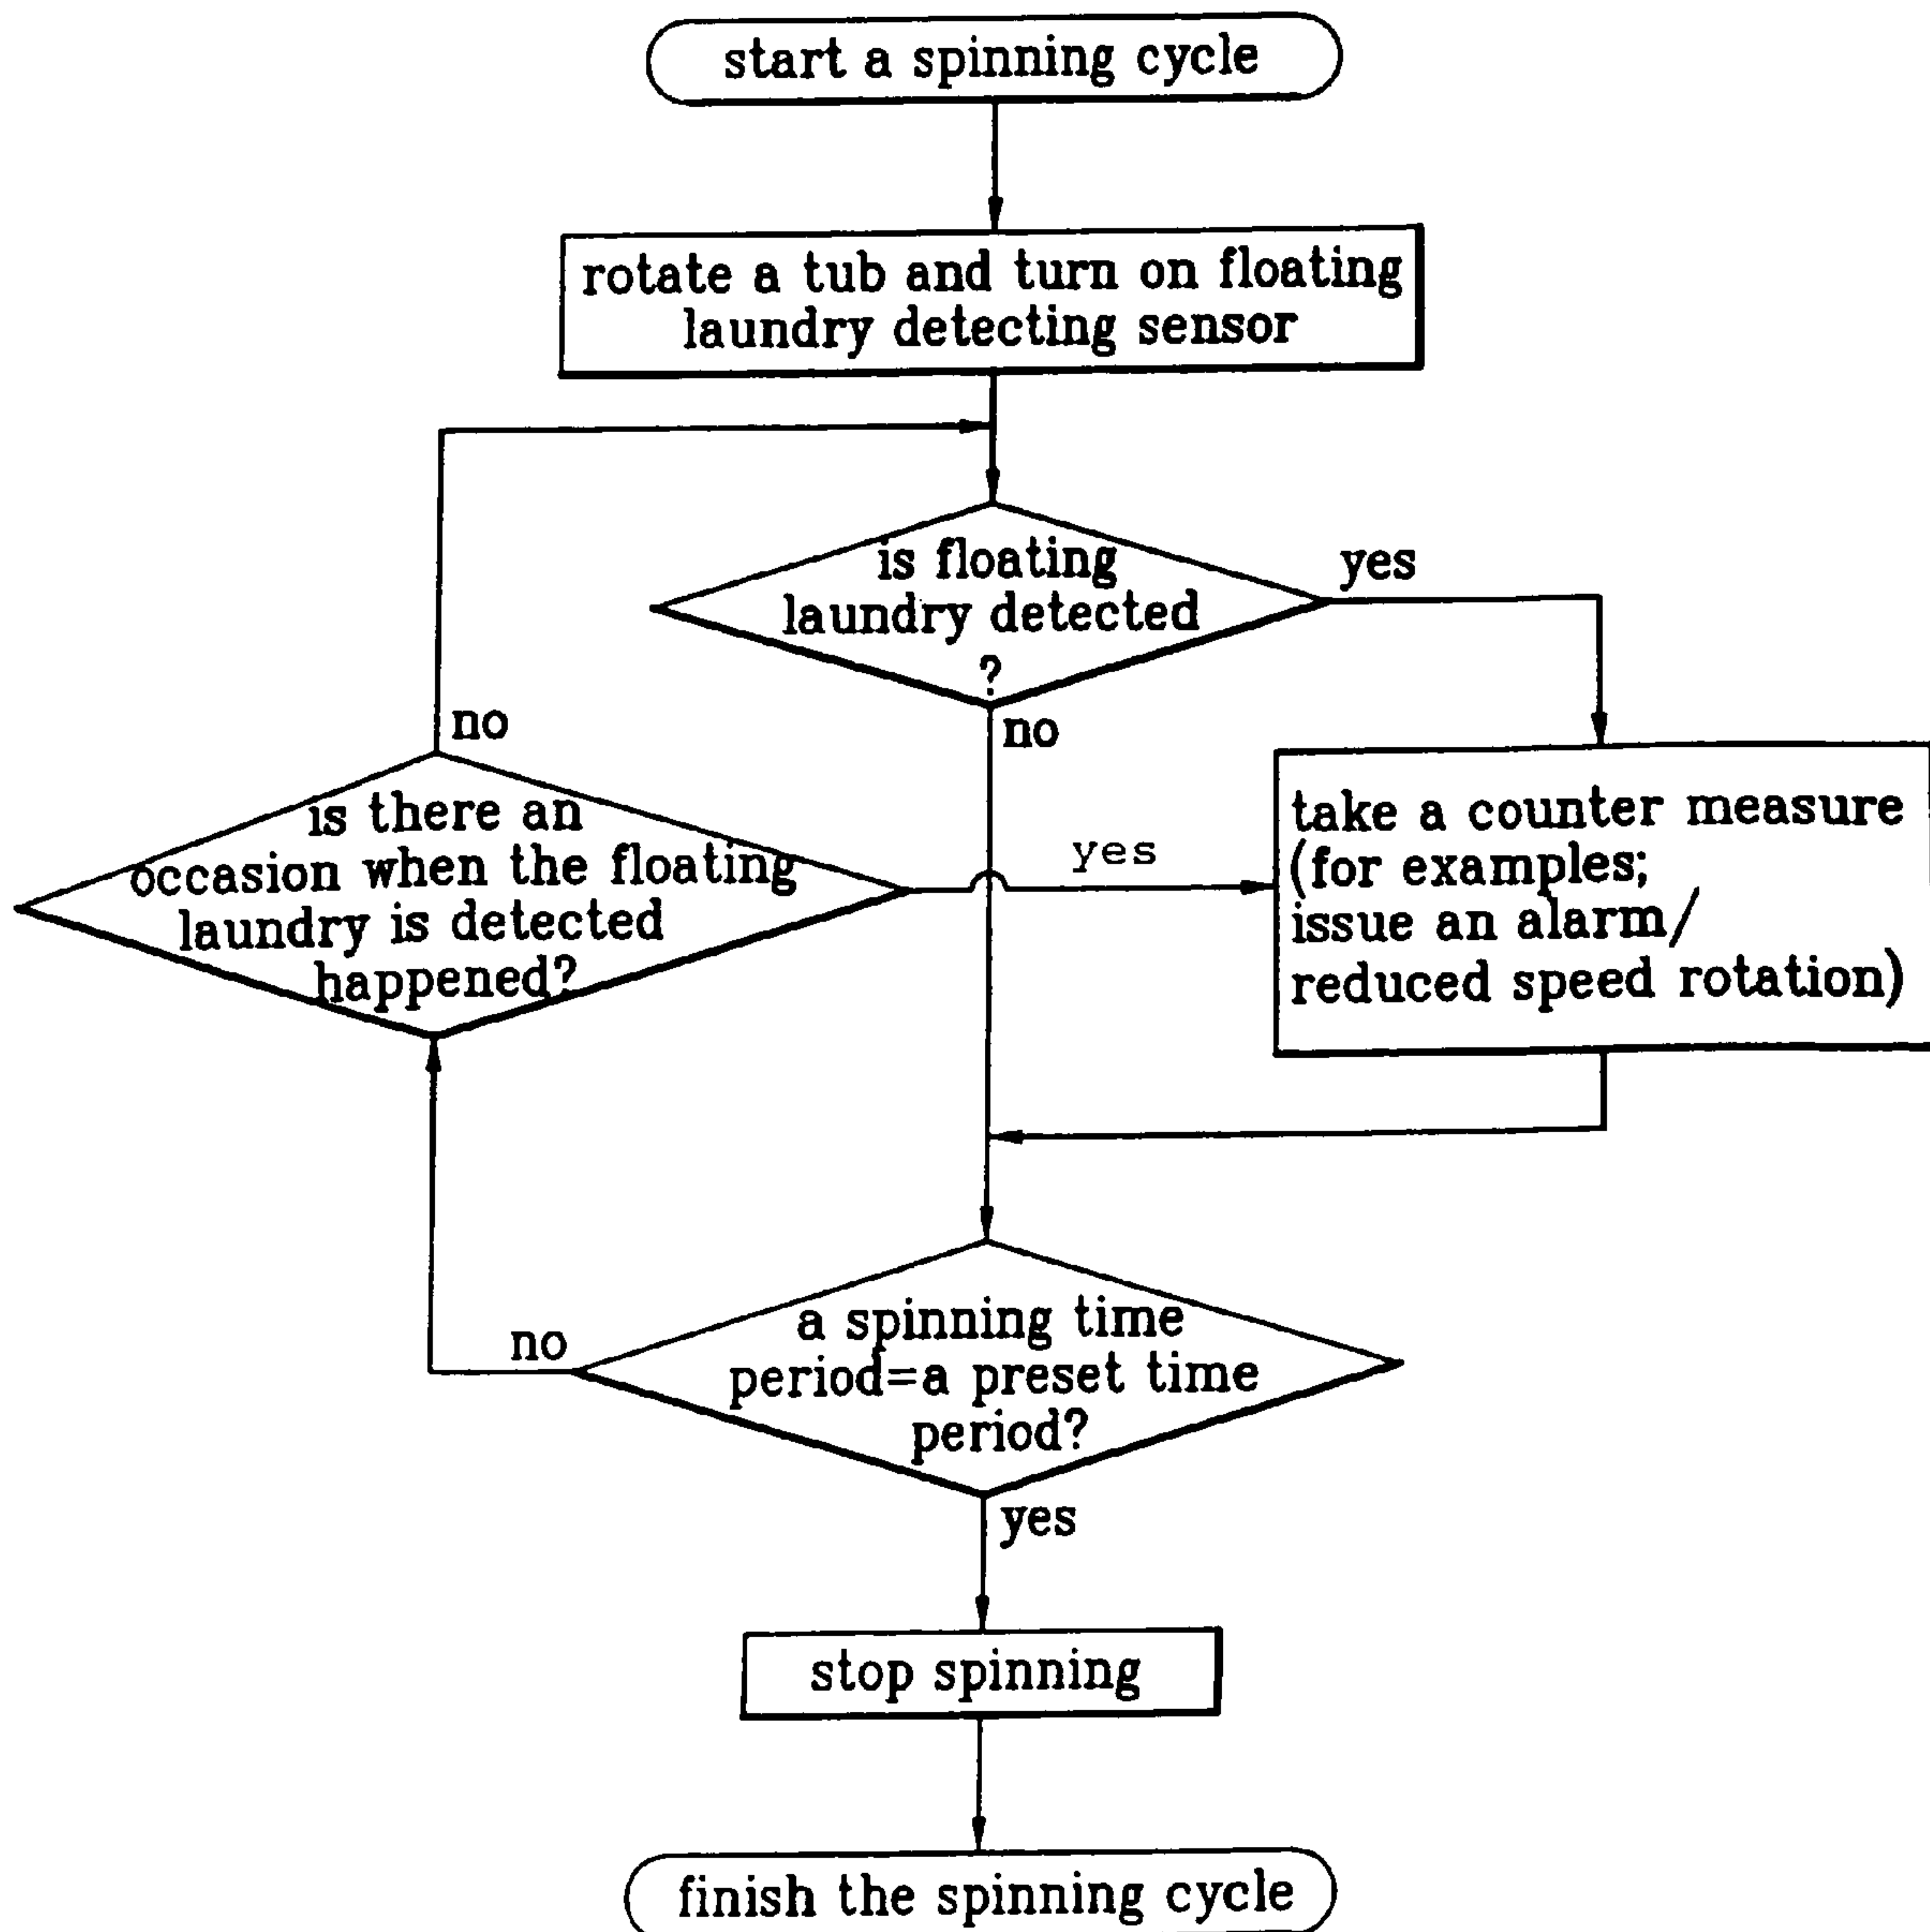 start a spinning cycle
rotate a tub and turn on floating
laundry detecting sensor
is floating
laundry detected
?
yes
no
no
is there an
occasion when the floating
laundry is detected
happened?
yes
take a counter measure
(for examples;
issue an alarm/
reduced speed rotation)
a spinning time
period=a preset time
period?
no
yes
stop spinning
finish the spinning cycle